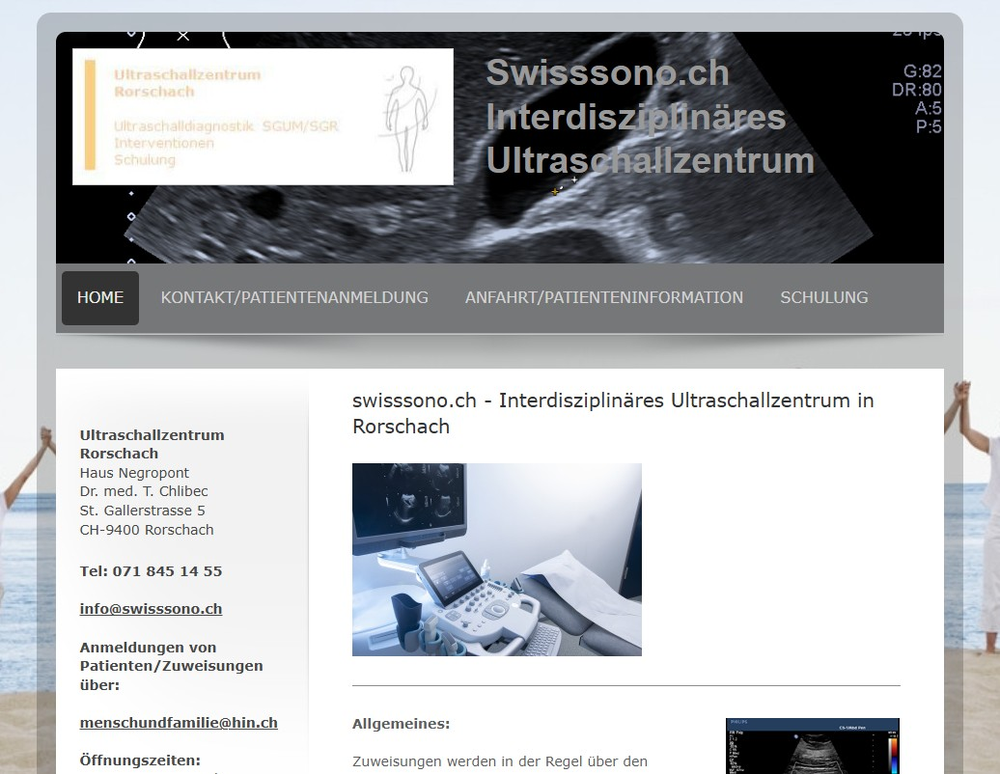 Ultraschallzentrum
Rorschach
Ultraschalldiagnostik SGUM/SGR
Interventionen
Schulung
Swisssono.ch
Interdisziplinäres
Ultraschallzentrum
G:82
DR:80
A:5
P:5
HOME
KONTAKT/PATIENTENANMELDUNG
ANFAHRT/PATIENTENINFORMATION
SCHULUNG
Ultraschallzentrum
Rorschach
Haus Negropont
Dr. med. T. Chlibec
St. Gallerstrasse 5
CH-9400 Rorschach
Tel: 071 845 14 55
info@swisssono.ch
Anmeldungen von
Patienten/Zuweisungen
über:
menschundfamilie@hin.ch
Öffnungszeiten:
swisssono.ch - Interdisziplinäres Ultraschallzentrum in
Rorschach
Allgemeines:
Zuweisungen werden in der Regel über den
PHILIPS